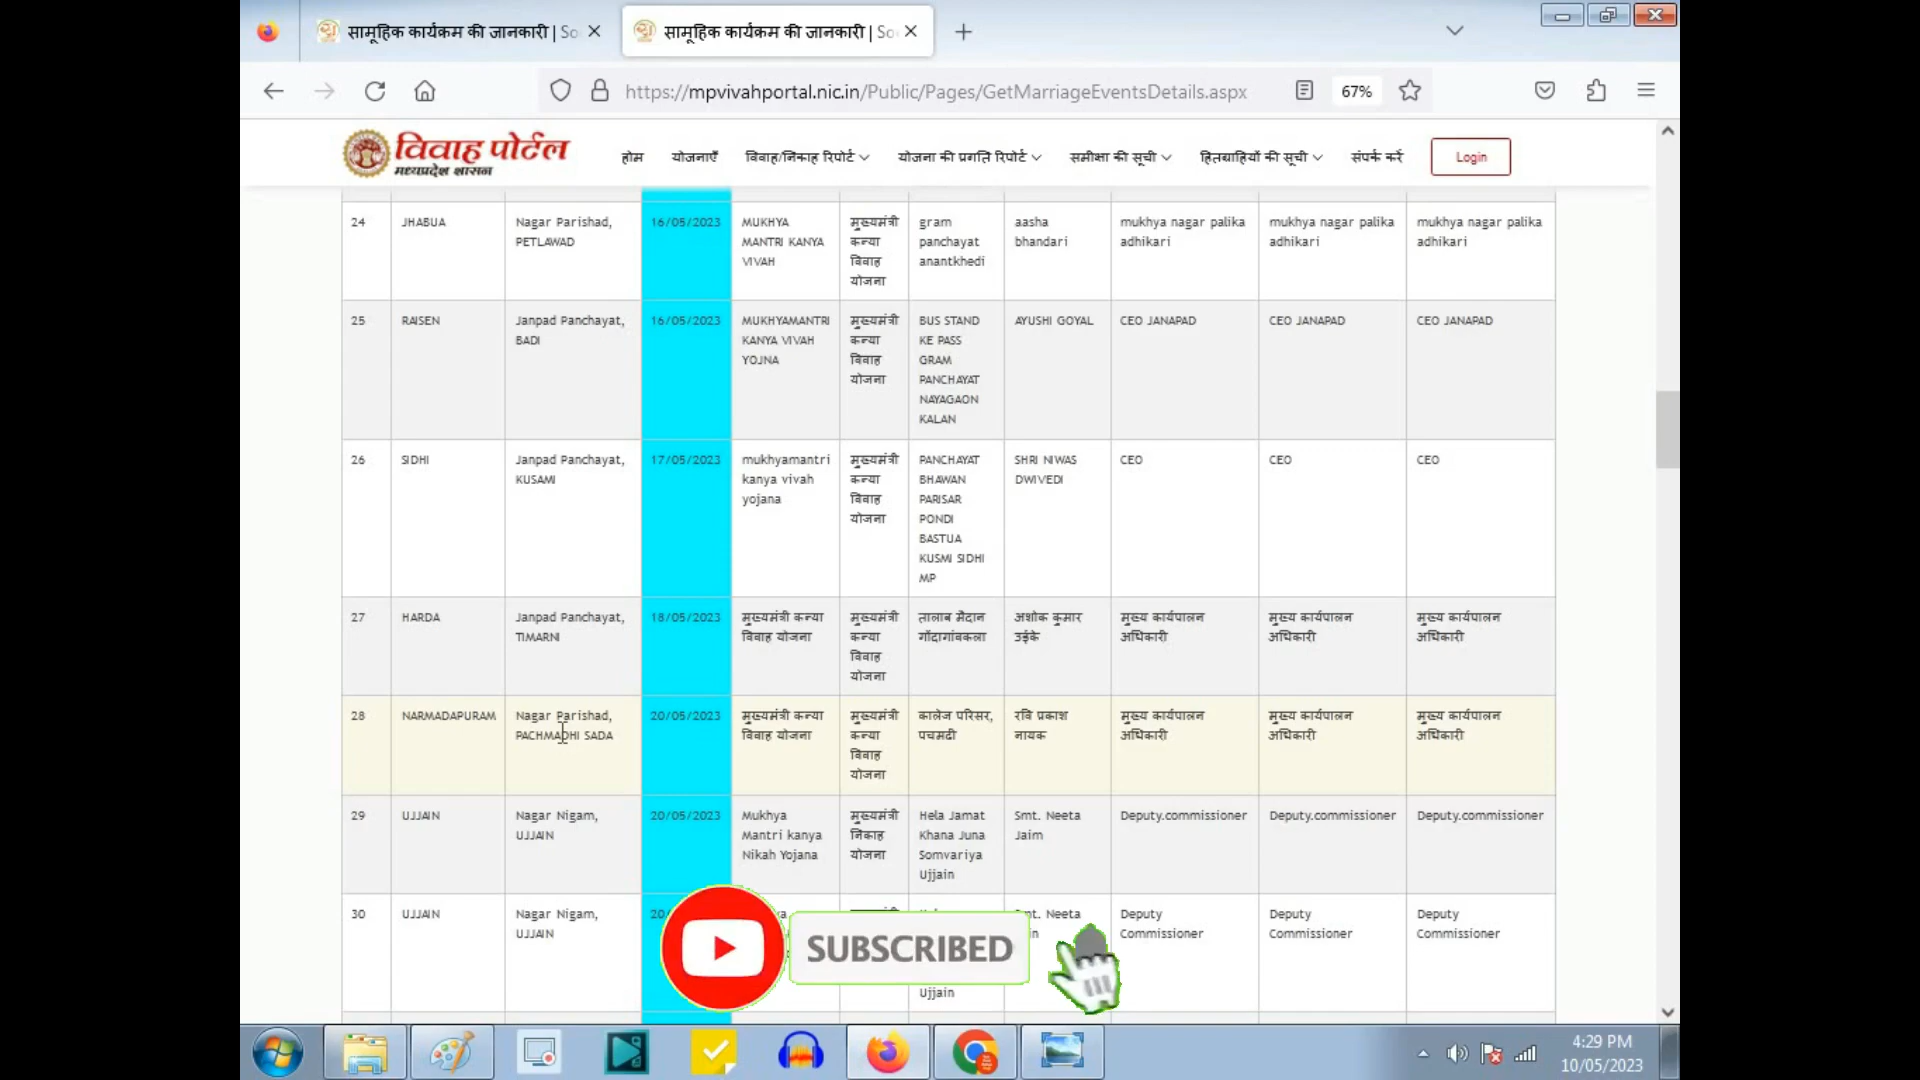 सामूहिक कार्यक्रम की जानकारी | So
सामूहिक कार्यक्रम की जानकारी | So
https://mpvivahportal.nic.in/Public/Pages/GetMarriageEventsDetails.aspx
67%
विवाह पोर्टल
मध्यप्रदेश शासन
होम योजनाएँ विवाह/निकाह रिपोर्ट योजना की प्रगति रिपोर्ट समीक्षा की सूची हितग्राहियों की सूची संपर्क करें Login
24 JHABUA Nagar Parishad, 16/05/2023 MUKHYA मुख्यमंत्री gram aasha mukhya nagar palika mukhya nagar palika mukhya nagar palika
PETLAWAD MANTRI KANYA कन्या panchayat bhandari adhikari adhikari adhikari
VIVAH विवाह anantkhedi
योजना
25 RAISEN Janpad Panchayat, 16/05/2023 MUKHYAMANTRI मुख्यमंत्री BUS STAND AYUSHI GOYAL CEO JANAPAD CEO JANAPAD CEO JANAPAD
BADI KANYA VIVAH कन्या KE PASS
YOJNA विवाह GRAM
योजना PANCHAYAT
NAYAGAON
KALAN
26 SIDHI Janpad Panchayat, 17/05/2023 mukhyamantri मुख्यमंत्री PANCHAYAT SHRI NIWAS CEO CEO CEO
KUSAMI kanya vivah कन्या BHAWAN DWIVEDI
yojana विवाह PARISAR
योजना PONDI
BASTUA
KUSMI SIDHI
MP
27 HARDA Janpad Panchayat, 18/05/2023 मुख्यमंत्री कन्या मुख्यमंत्री तालाब मैदान अशोक कुमार मुख्य कार्यपालन मुख्य कार्यपालन मुख्य कार्यपालन
TIMARNI विवाह योजना कन्या गोंदागांवकला उईके अधिकारी अधिकारी अधिकारी
विवाह
योजना
28 NARMADAPURAM Nagar Parishad, 20/05/2023 मुख्यमंत्री कन्या मुख्यमंत्री कालेज परिसर, रवि प्रकाश मुख्य कार्यपालन मुख्य कार्यपालन मुख्य कार्यपालन
PACHMADHI SADA विवाह योजना कन्या पचमढी नायक अधिकारी अधिकारी अधिकारी
विवाह
योजना
29 UJJAIN Nagar Nigam, 20/05/2023 Mukhya मुख्यमंत्री Hela Jamat Smt. Neeta Deputy.commissioner Deputy.commissioner Deputy.commissioner
UJJAIN Mantri kanya निकाह Khana Juna Jaim
Nikah Yojana योजना Somvariya
Ujjain
30 UJJAIN Nagar Nigam, Neeta Deputy Deputy Deputy
UJJAIN Commissioner Commissioner Commissioner
SUBSCRIBED
Ujjain
4:29 PM
10/05/2023